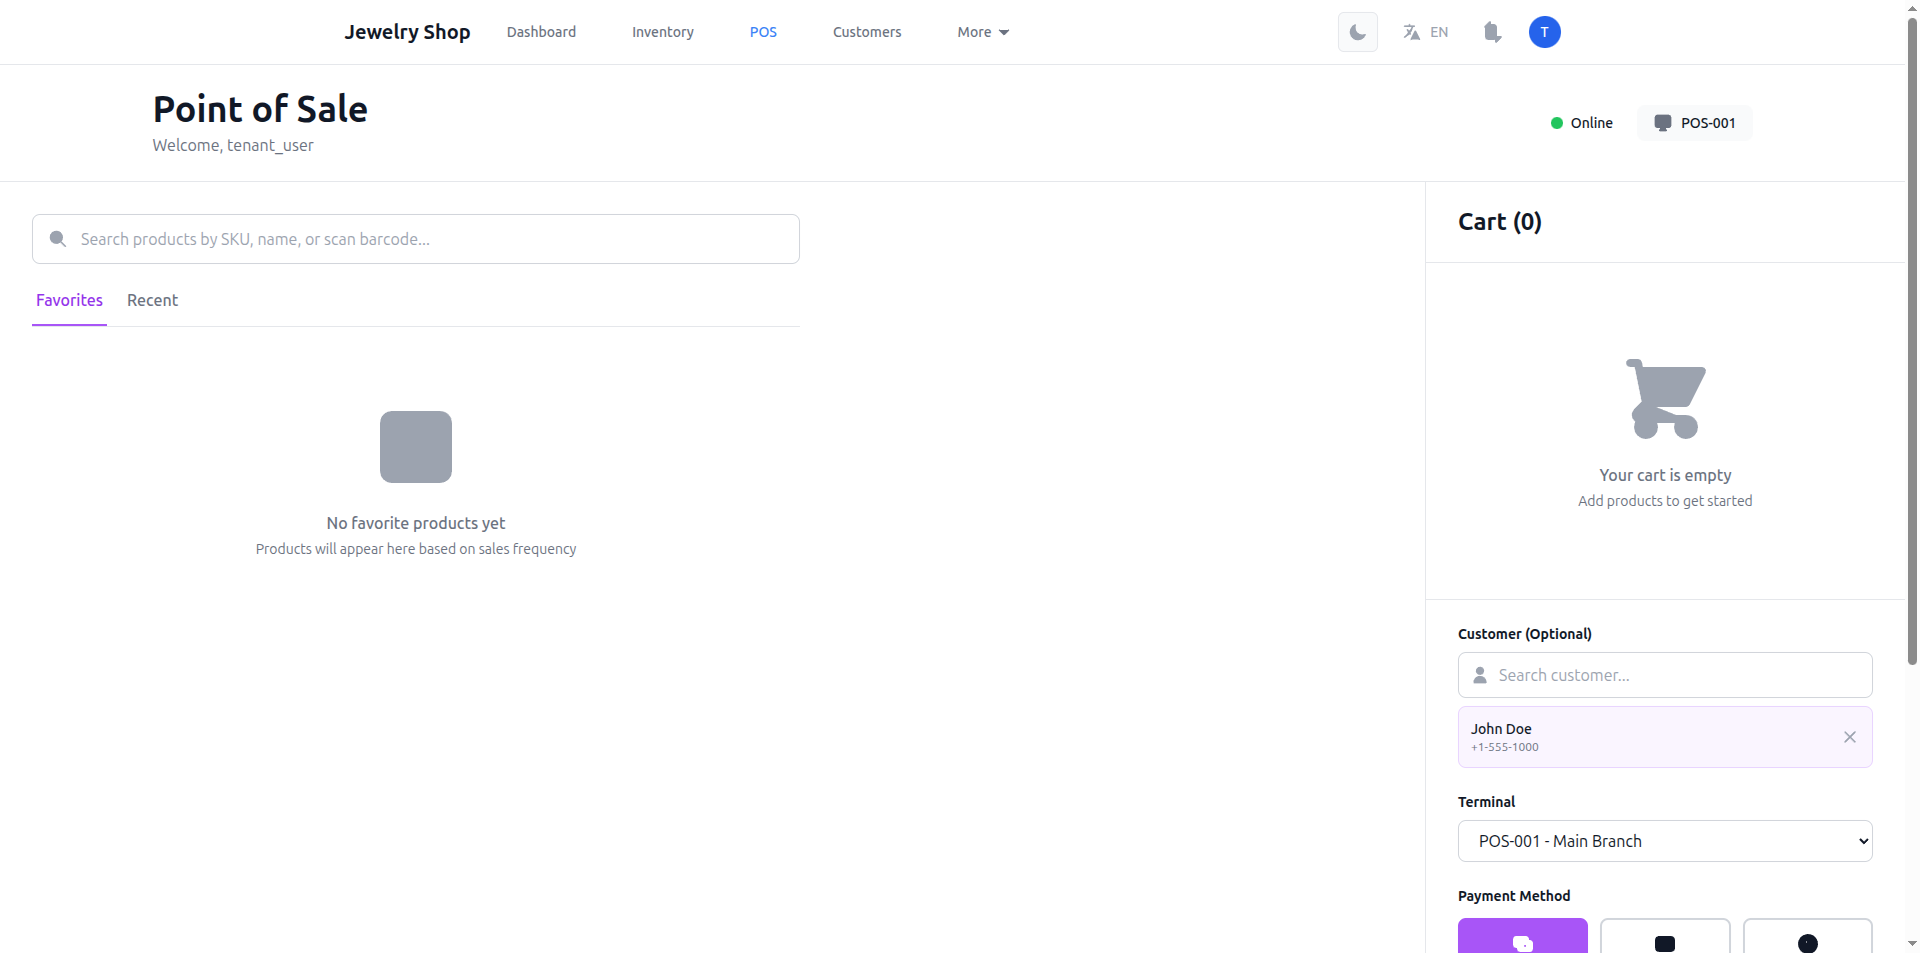 Jewelry Shop
Dashboard
Inventory
POS
Customers
More
EN
T
Point of Sale
Welcome, tenant_user
Online
POS-001
Search products by SKU, name, or scan barcode...
Favorites
Recent
No favorite products yet
Products will appear here based on sales frequency
Cart (0)
Your cart is empty
Add products to get started
Customer (Optional)
Search customer...
John Doe
+1-555-1000
Terminal
POS-001 - Main Branch
Payment Method